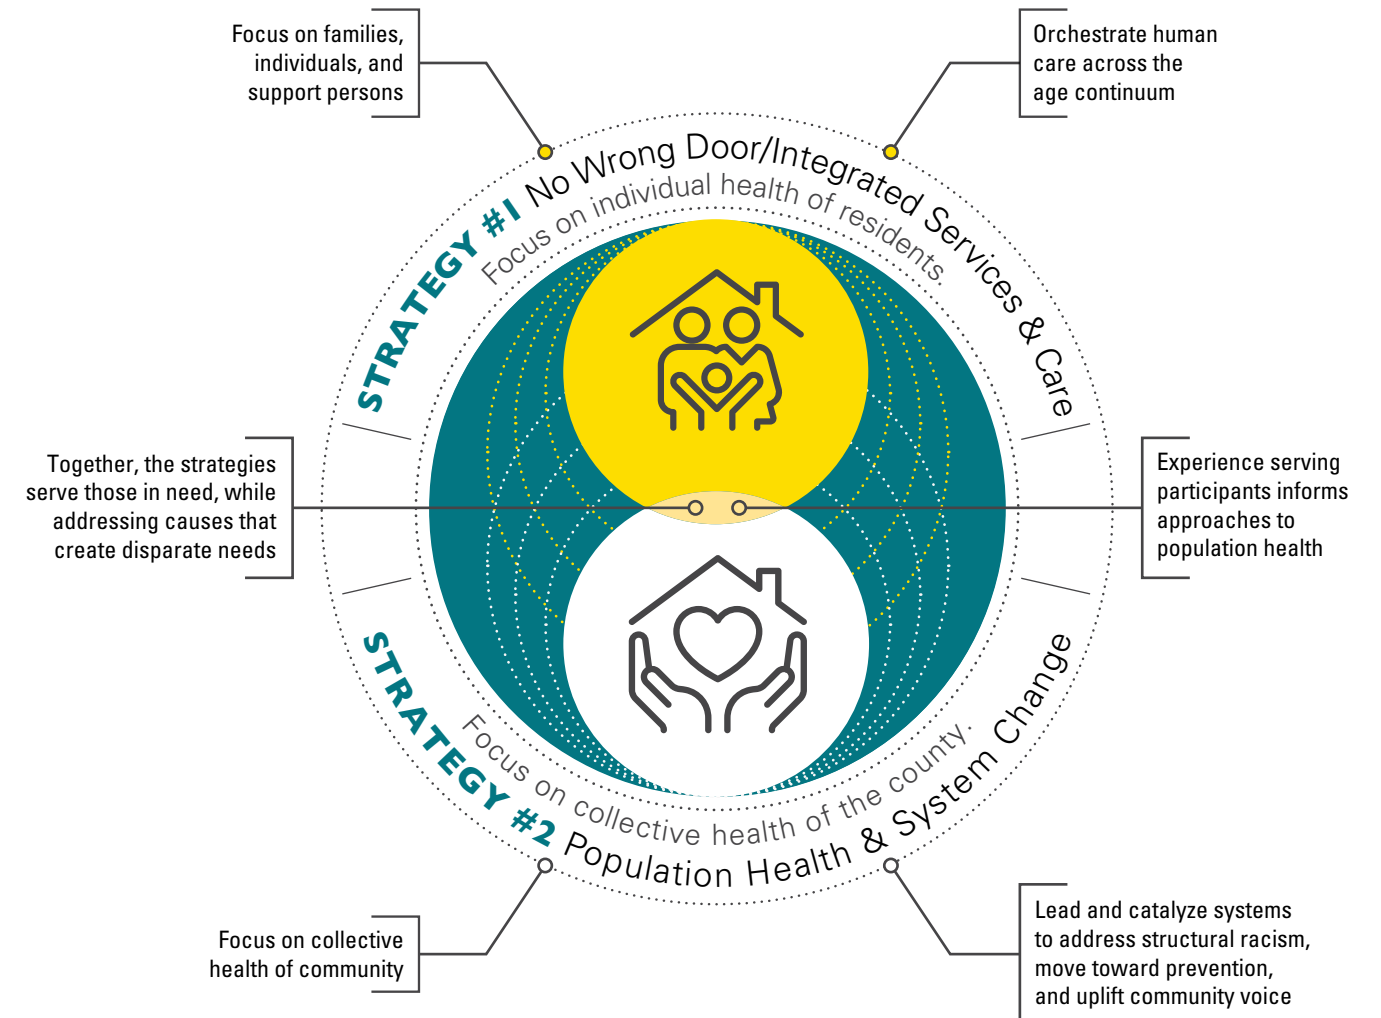 Focus on families,
individuals, and
support persons
Orchestrate human
care across the
age continuum
STRATEGY #1 No Wrong Door/Integrated Services & Care
Focus on individual health of residents.
Together, the strategies
serve those in need, while
addressing causes that
create disparate needs
Experience serving
participants informs
approaches to
population health
Focus on collective health of the county.
STRATEGY #2 Population Health & System Change
Focus on collective
health of community
Lead and catalyze systems
to address structural racism,
move toward prevention,
and uplift community voice